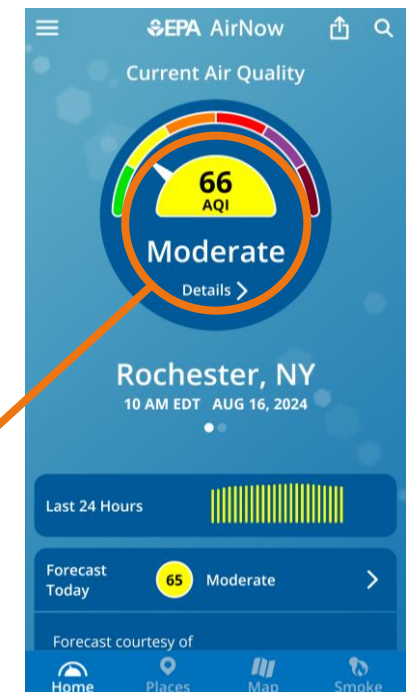 EPA AirNow
Current Air Quality
66
AQI
Moderate
Details
Rochester, NY
10 AM EDT AUG 16, 2024
Last 24 Hours
Forecast Today
65 Moderate
Forecast courtesy of
Home Places Map Smoke